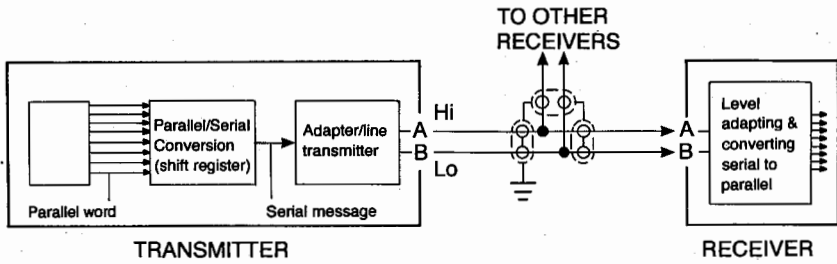 TO OTHER
RECEIVERS
Parallel/Serial
Conversion
(shift register)
Adapter/line
transmitter
A
B
Hi
Lo
A
B
Level
adapting &
converting
serial to
parallel
Parallel word
Serial message
TRANSMITTER
RECEIVER